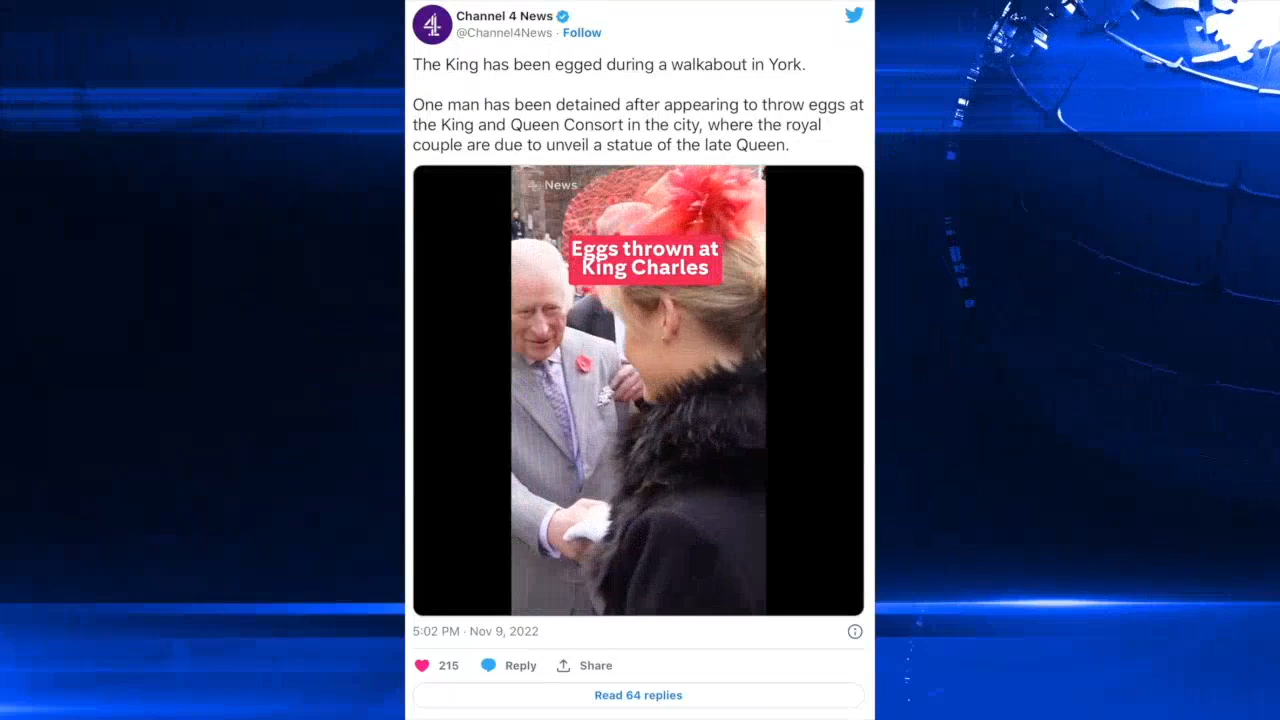 Channel 4 News
@Channel4News · Follow
The King has been egged during a walkabout in York.
One man has been detained after appearing to throw eggs at
the King and Queen Consort in the city, where the royal
couple are due to unveil a statue of the late Queen.
4 News
Eggs thrown at
King Charles
5:02 PM · Nov 9, 2022
215 Reply Share
Read 64 replies